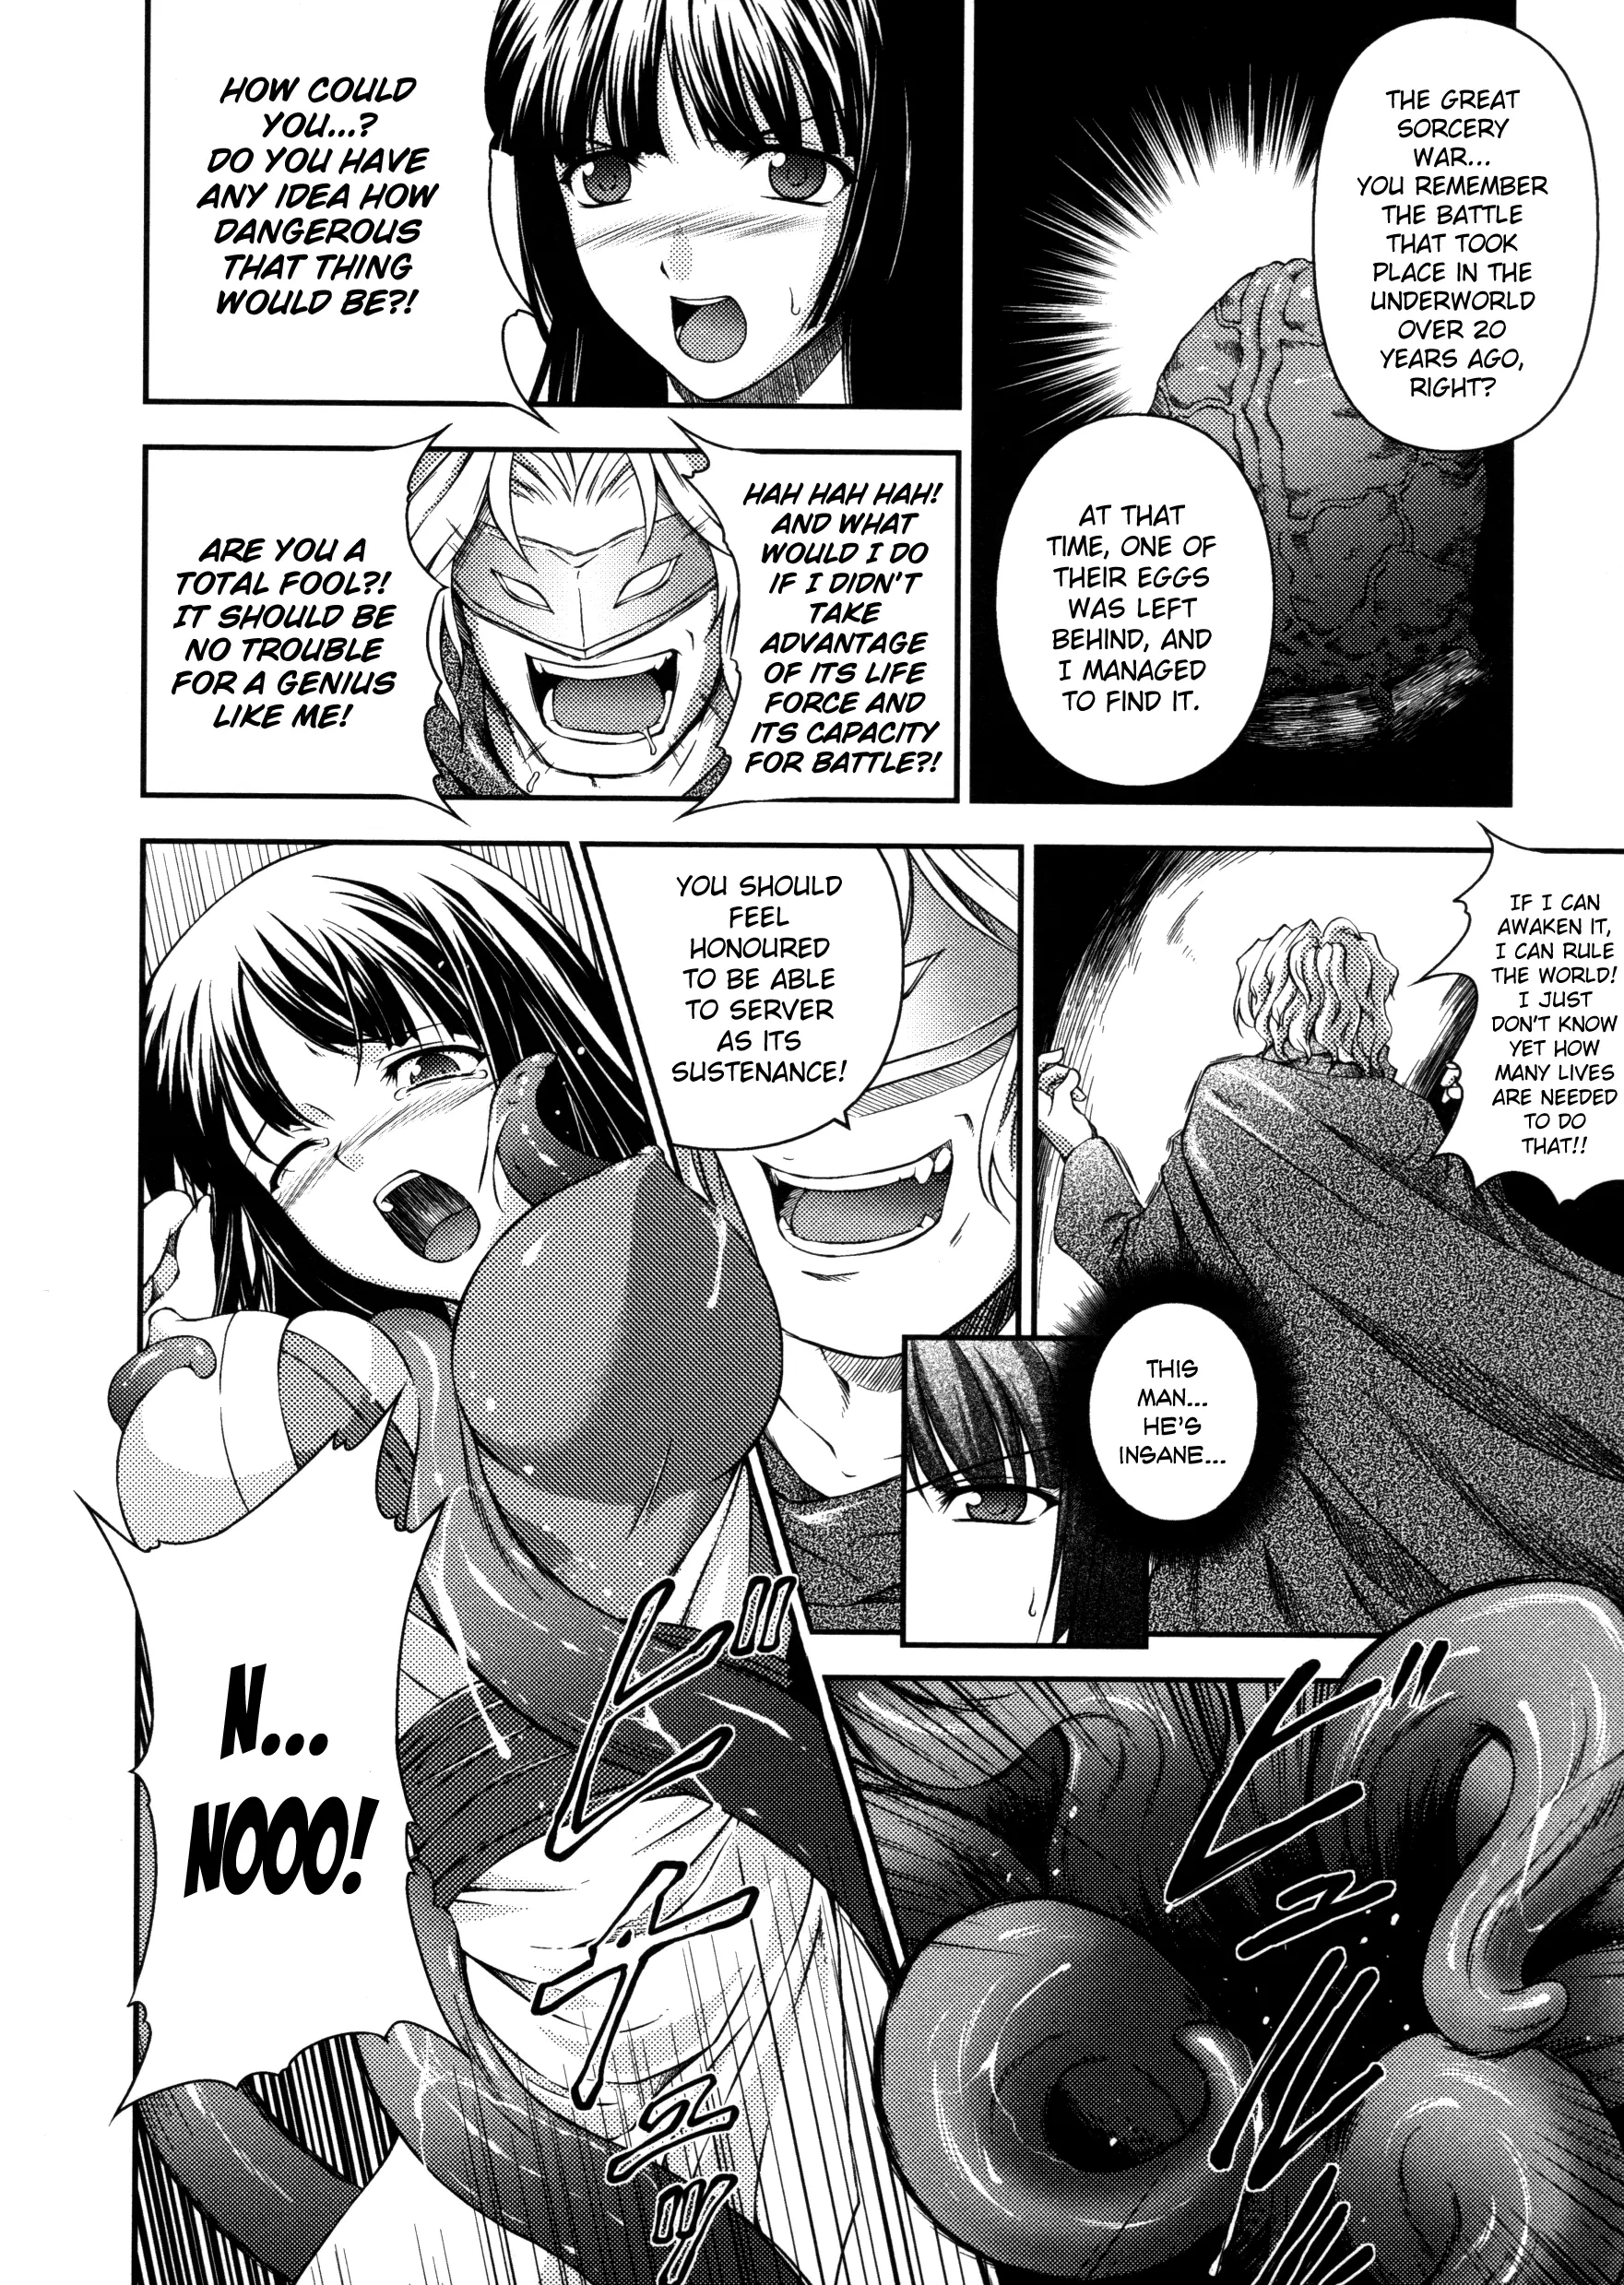 THE GREAT
SORCERY
WAR...
YOU REMEMBER
THE BATTLE
THAT TOOK
PLACE IN THE
UNDERWORLD
OVER 20
YEARS AGO,
RIGHT?
AT THAT
TIME, ONE OF
THEIR EGGS
WAS LEFT
BEHIND, AND
I MANAGED
TO FIND IT.
HOW COULD
YOU...?
DO YOU HAVE
ANY IDEA HOW
DANGEROUS
THAT THING
WOULD BE?!
HAH HAH HAH!
AND WHAT
WOULD I DO
IF I DIDN'T
TAKE
ADVANTAGE
OF ITS LIFE
FORCE AND
ITS CAPACITY
FOR BATTLE?!
ARE YOU A
TOTAL FOOL?!
IT SHOULD BE
NO TROUBLE
FOR A GENIUS
LIKE ME!
IF I CAN
AWAKEN IT,
I CAN RULE
THE WORLD!
I JUST
DON'T KNOW
YET HOW
MANY LIVES
ARE NEEDED
TO DO
THAT!!
THIS
MAN...
HE'S
INSANE...
YOU SHOULD
FEEL
HONOURED
TO BE ABLE
TO SERVER
AS ITS
SUSTENANCE!
ビュル
ビチュ
N...
NOOO!